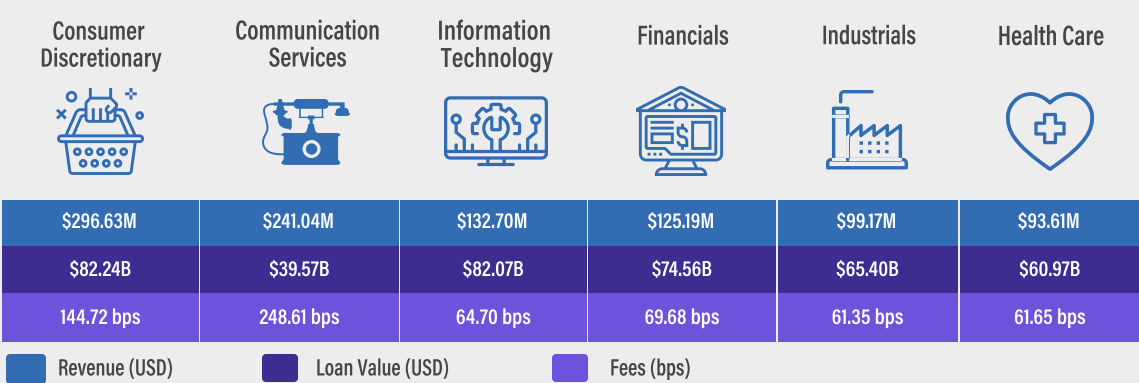 Consumer
Discretionary
Communication
Services
Information
Technology
Financials
Industrials
Health Care
$
$296.63M
$241.04M
$132.70M
$125.19M
$99.17M
$93.61M
$82.24B
$39.57B
$82.07B
$74.56B
$65.40B
$60.97B
144.72 bps
248.61 bps
64.70 bps
69.68 bps
61.35 bps
61.65 bps
Revenue (USD)
Loan Value (USD)
Fees (bps)